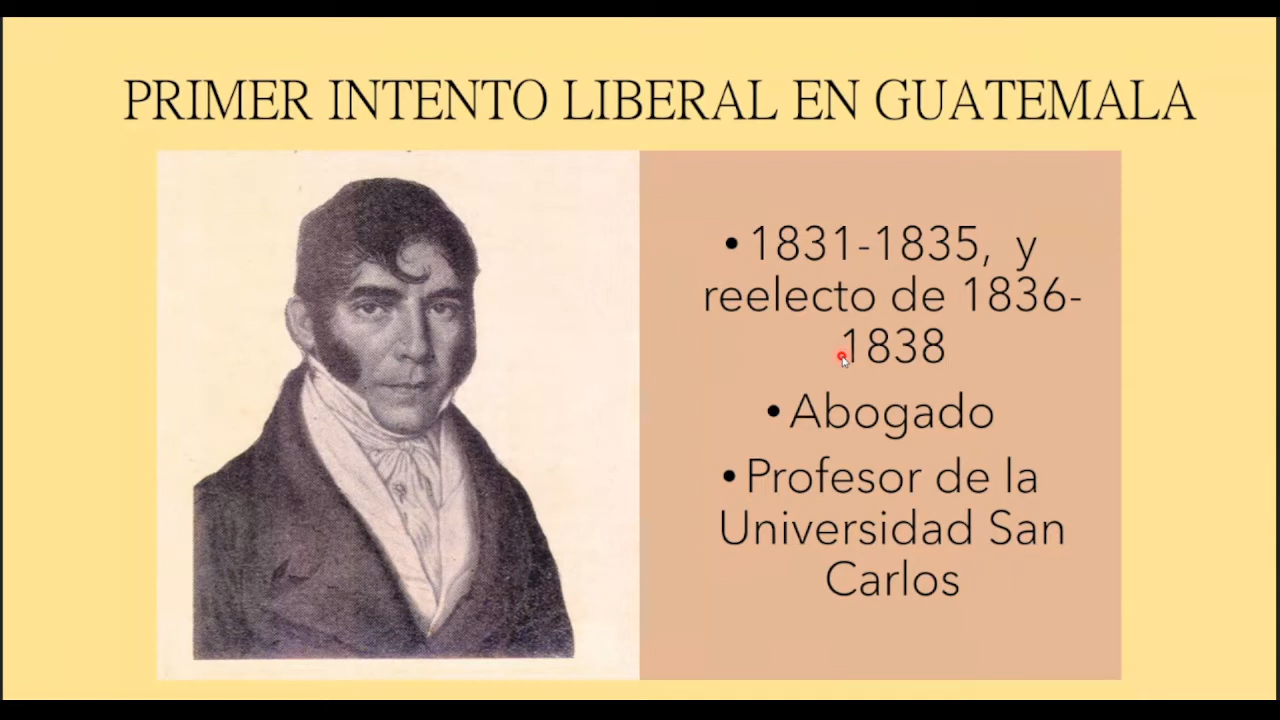 PRIMER INTENTO LIBERAL EN GUATEMALA
•1831-1835, y
reelecto de 1836-
1838
•Abogado
•Profesor de la
Universidad San
Carlos